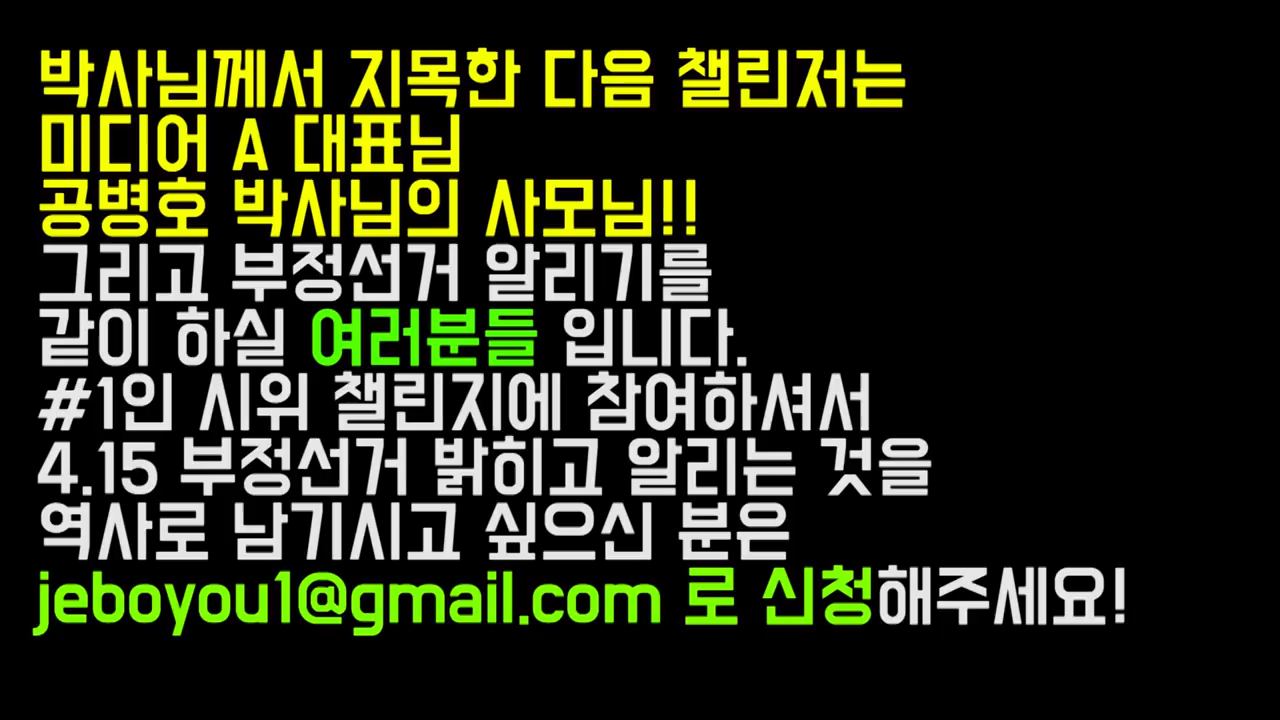 박사님께서 지목한 다음 챌린저는
미디어 A 대표님
공병호 박사님의 사모님!!
그리고 부정선거 알리기를
같이 하실 여러분들 입니다.
#1인 시위 챌린지에 참여하셔서
4.15 부정선거 밝히고 알리는 것을
역사로 남기시고 싶으신 분은
jeboyou1@gmail.com 로 신청해주세요!